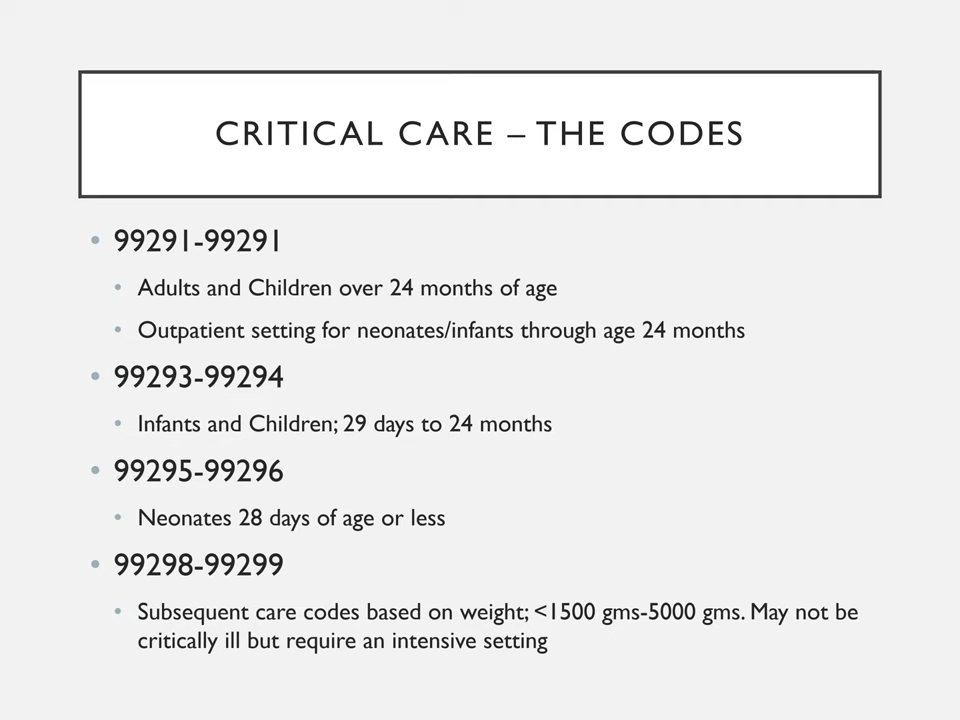 CRITICAL CARE – THE CODES
• 99291-99291
• Adults and Children over 24 months of age
• Outpatient setting for neonates/infants through age 24 months
• 99293-99294
• Infants and Children; 29 days to 24 months
• 99295-99296
• Neonates 28 days of age or less
• 99298-99299
• Subsequent care codes based on weight; <1500 gms-5000 gms. May not be
critically ill but require an intensive setting